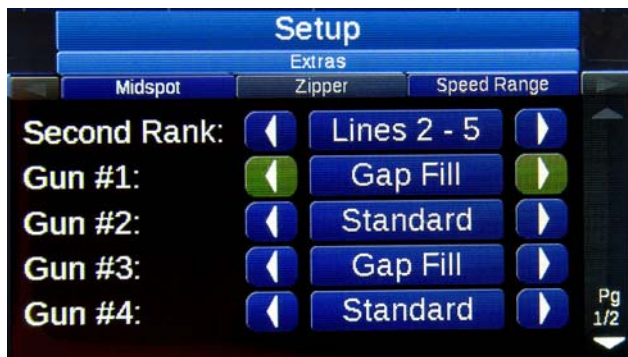 Setup
Extras
Midspot Zipper Speed Range
Second Rank: Lines 2 - 5
Gun #1: Gap Fill
Gun #2: Standard
Gun #3: Gap Fill
Gun #4: Standard
Pg
1/2